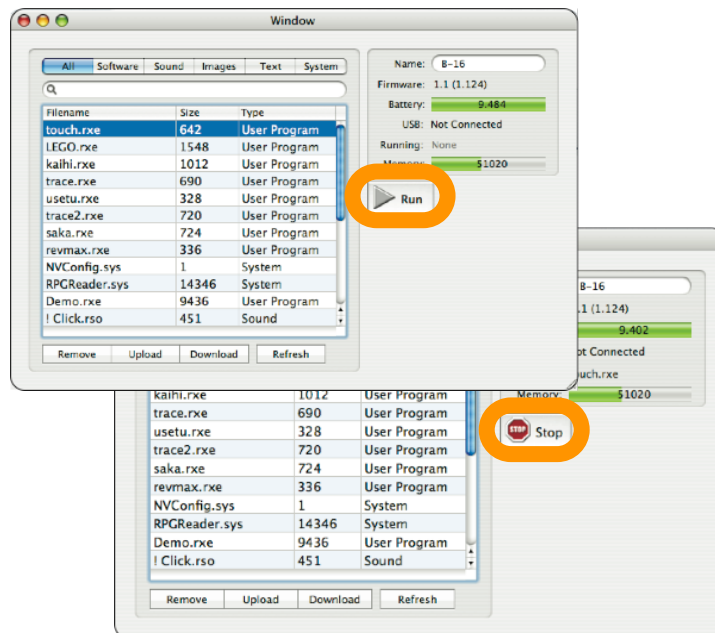 Window
All Software Sound Images Text System
Name: B-16
Firmware: 1.1 (1.124)
Battery: 9.484
USB: Not Connected
Running: None
Memory: 51020
Run
Filename Size Type
touch.rxe 642 User Program
LEGO.rxe 1548 User Program
kaihi.rxe 1012 User Program
trace.rxe 690 User Program
usetu.rxe 328 User Program
trace2.rxe 720 User Program
saka.rxe 724 User Program
revmax.rxe 336 User Program
NVConfig.sys 1 System
RPGReader.sys 14346 System
Demo.rxe 9436 User Program
! Click.rso 451 Sound
Remove Upload Download Refresh
B-16
.1 (1.124)
9.402
ot Connected
uch.rxe
Memory: 51020
Stop
kaihi.rxe 1012 User Program
trace.rxe 690 User Program
usetu.rxe 328 User Program
trace2.rxe 720 User Program
saka.rxe 724 User Program
revmax.rxe 336 User Program
NVConfig.sys 1 System
RPGReader.sys 14346 System
Demo.rxe 9436 User Program
! Click.rso 451 Sound
Remove Upload Download Refresh